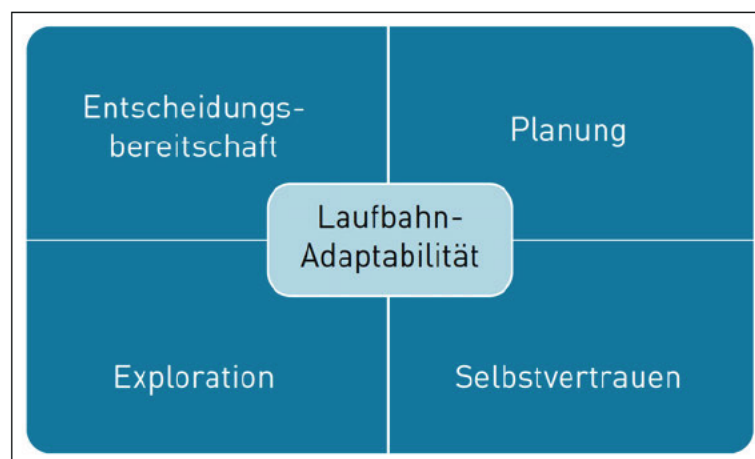 Entscheidungs-
bereitschaft
Planung
Laufbahn-
Adaptabilität
Exploration
Selbstvertrauen